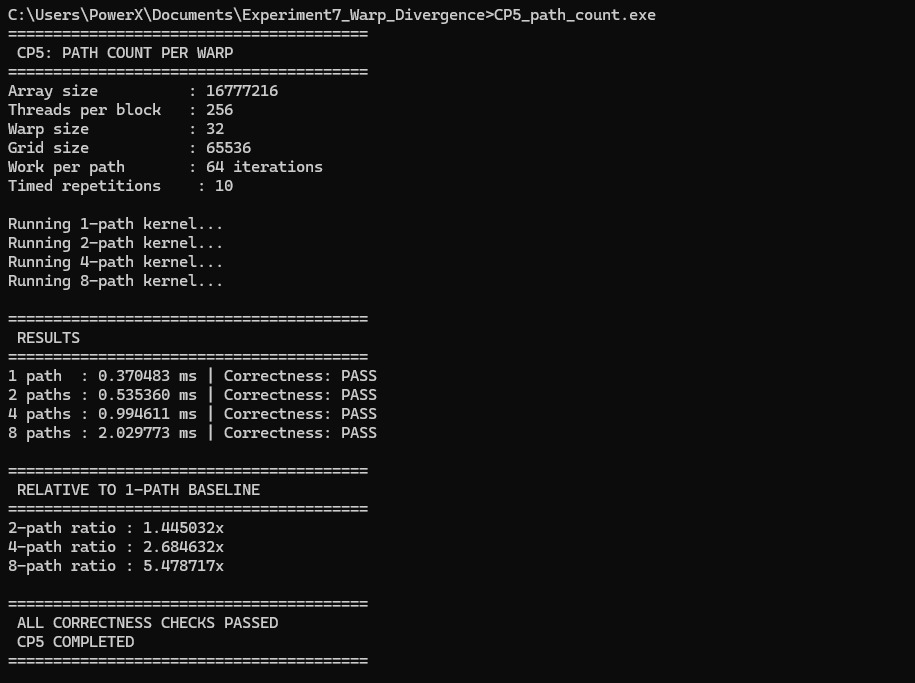 C:\Users\PowerX\Documents\Experiment7_Warp_Divergence>CP5_path_count.exe
========================================
 CP5: PATH COUNT PER WARP
========================================
Array size          : 16777216
Threads per block   : 256
Warp size           : 32
Grid size           : 65536
Work per path       : 64 iterations
Timed repetitions    : 10

Running 1-path kernel...
Running 2-path kernel...
Running 4-path kernel...
Running 8-path kernel...

========================================
 RESULTS
========================================
1 path  : 0.370483 ms | Correctness: PASS
2 paths : 0.535360 ms | Correctness: PASS
4 paths : 0.994611 ms | Correctness: PASS
8 paths : 2.029773 ms | Correctness: PASS

========================================
 RELATIVE TO 1-PATH BASELINE
========================================
2-path ratio : 1.445032x
4-path ratio : 2.684632x
8-path ratio : 5.478717x

========================================
 ALL CORRECTNESS CHECKS PASSED
 CP5 COMPLETED
========================================